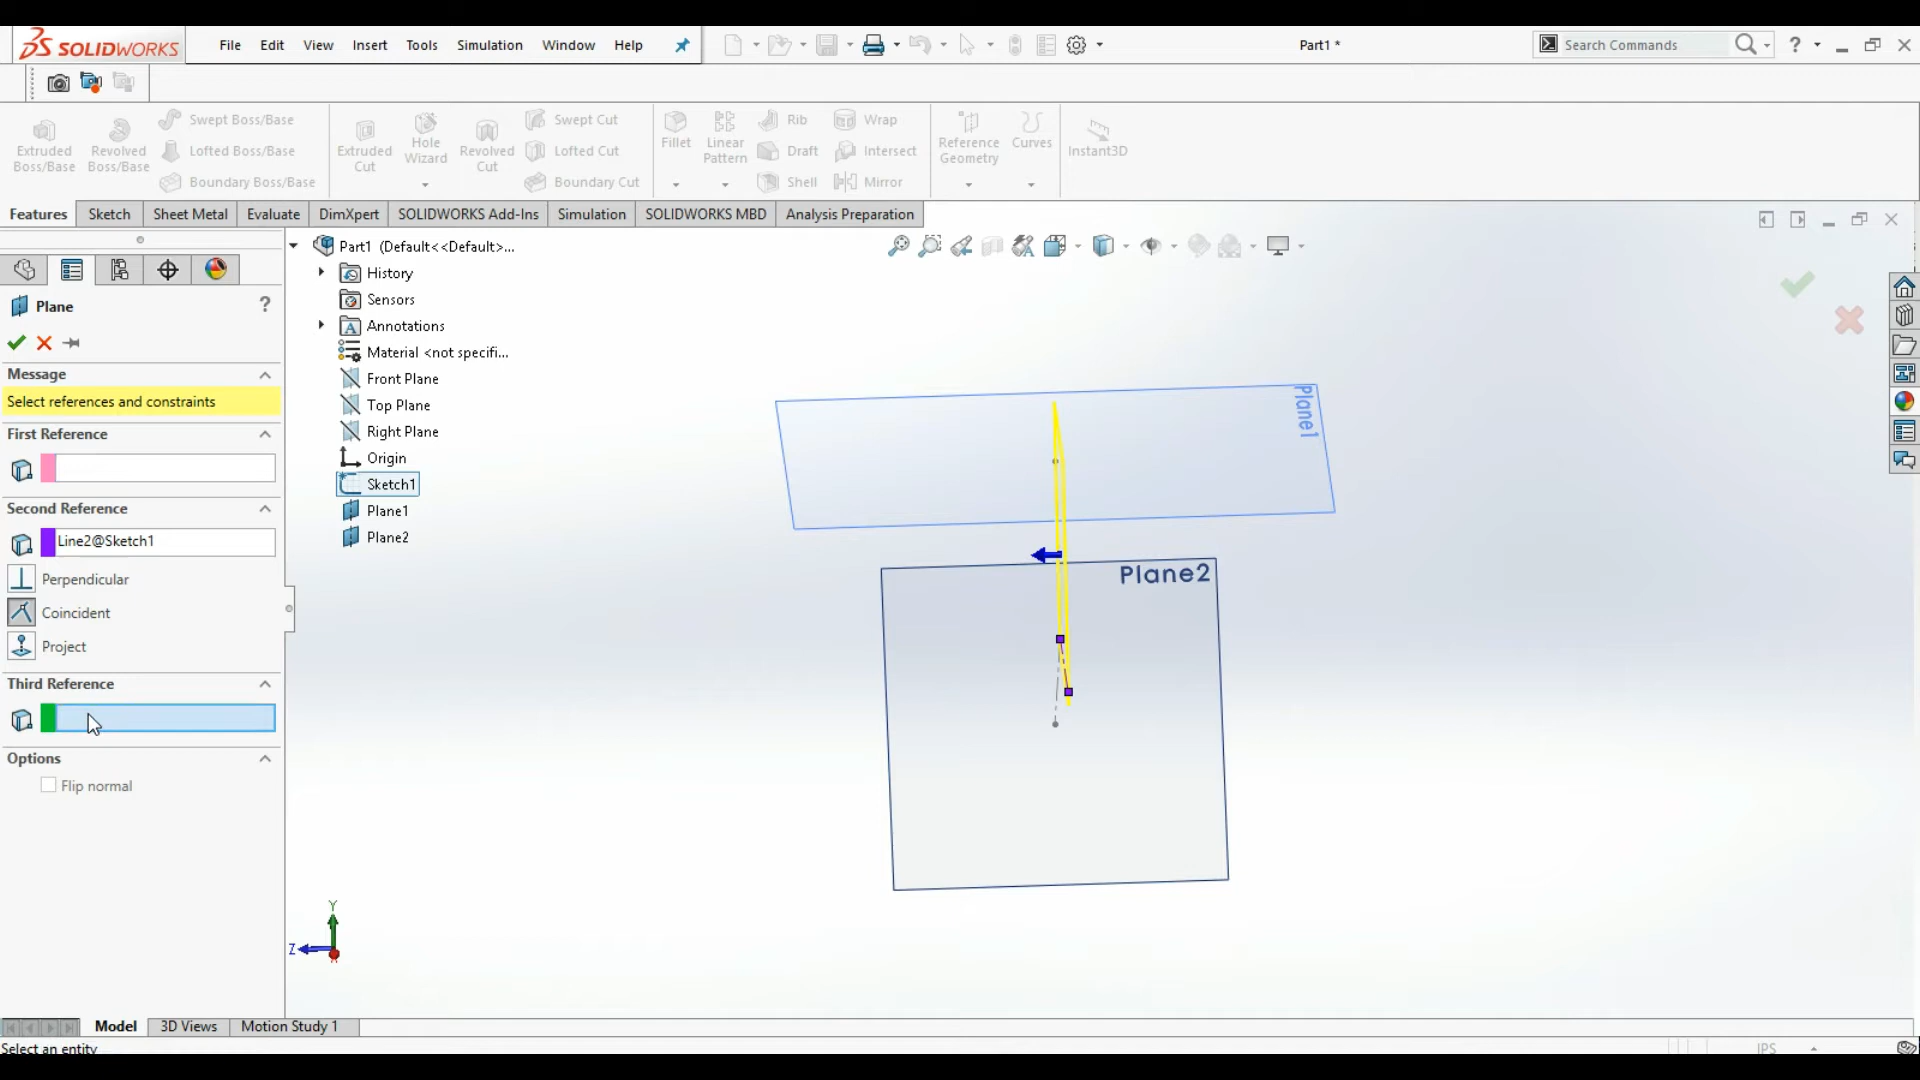 SOLIDWORKS File Edit View Insert Tools Simulation Window Help Part1 * Search Commands ?
Extruded Boss/Base
Revolved Boss/Base
Swept Boss/Base
Lofted Boss/Base
Boundary Boss/Base
Extruded Cut
Hole Wizard
Revolved Cut
Swept Cut
Lofted Cut
Boundary Cut
Fillet
Linear Pattern
Rib
Draft
Shell
Wrap
Intersect
Mirror
Reference Geometry
Curves
Instant3D
Features Sketch Sheet Metal Evaluate DimXpert SOLIDWORKS Add-Ins Simulation SOLIDWORKS MBD Analysis Preparation
Plane ?
Message
Select references and constraints
First Reference
Second Reference
Line2@Sketch1
Perpendicular
Coincident
Project
Third Reference
Options
Flip normal
Part1 (Default<<Default>...
History
Sensors
A Annotations
Material <not specifi...
Front Plane
Top Plane
Right Plane
Origin
Sketch1
Plane1
Plane2
Plane1
Plane2
Y
Z
Model 3D Views Motion Study 1
Select an entity
IPS